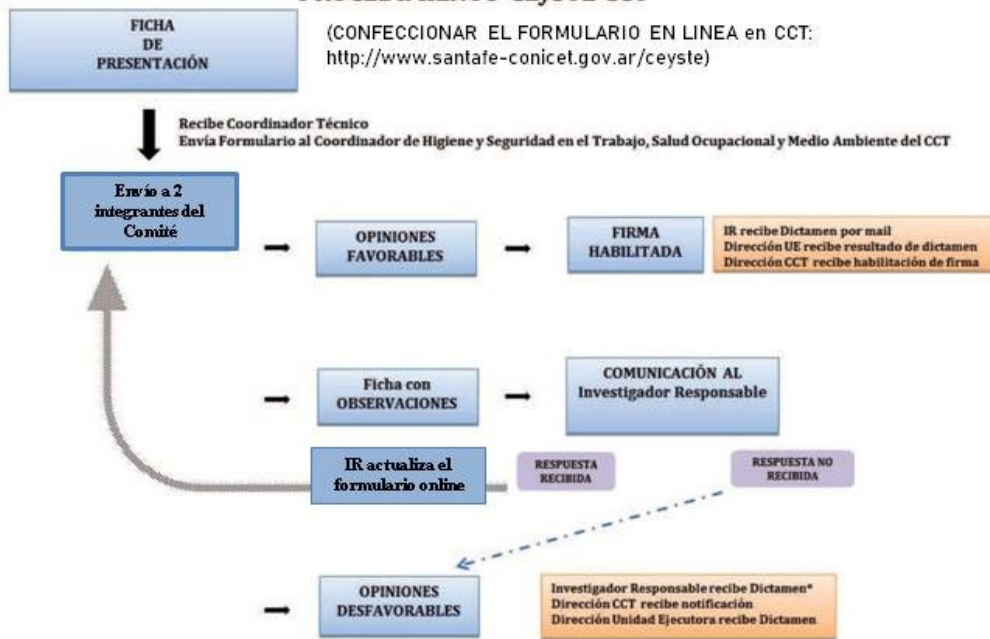 FICHA
DE
PRESENTACIÓN
(CONFECCIONAR EL FORMULARIO EN LINEA en CCT:
http://www.santafe-conicet.gov.ar/ceyste)
Recibe Coordinador Técnico
Envía Formulario al Coordinador de Higiene y Seguridad en el Trabajo, Salud Ocupacional y Medio Ambiente del CCT
Envío a 2
integrantes del
Comité
OPINIONES
FAVORABLES
FIRMA
HABILITADA
IR recibe Dictamen por mail
Dirección UE recibe resultado de dictamen
Dirección CCT recibe habilitación de firma
Ficha con
OBSERVACIONES
COMUNICACIÓN AL
Investigador Responsable
IR actualiza el
formulario online
RESPUESTA
RECIBIDA
RESPUESTA NO
RECIBIDA
OPINIONES
DESFAVORABLES
Investigador Responsable recibe Dictamen*
Dirección CCT recibe notificación
Dirección Unidad Ejecutora recibe Dictamen